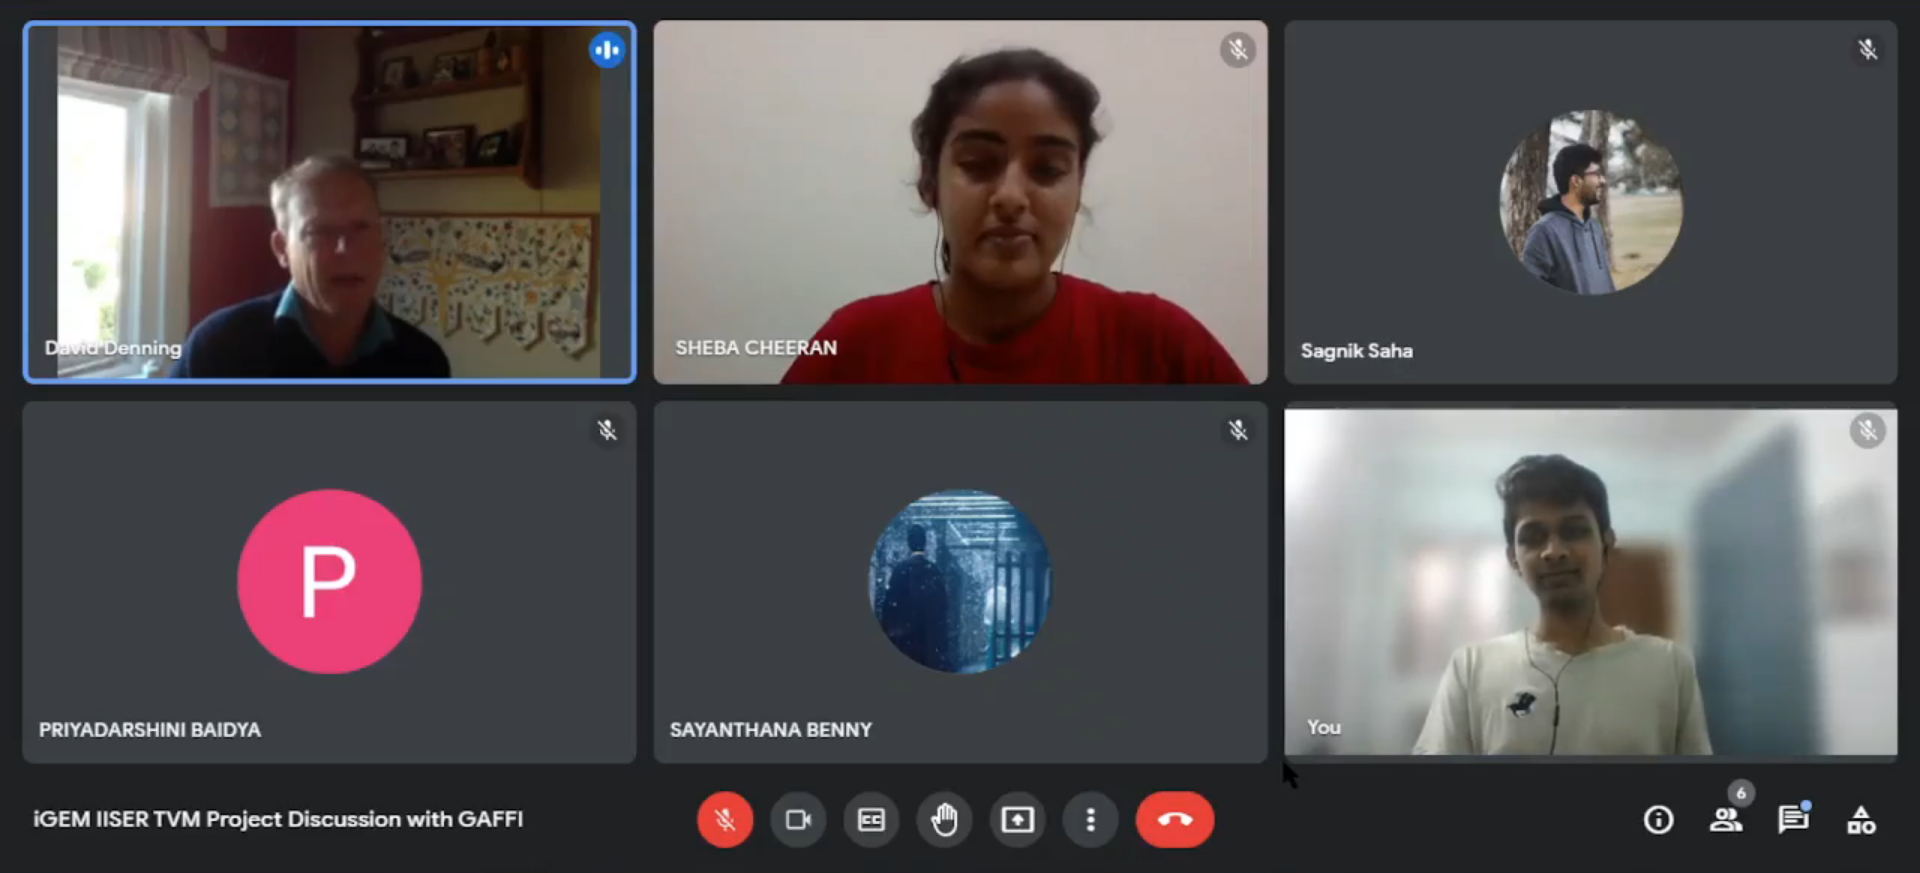 David Denning
SHEBA CHEERAN
Sagnik Saha
P
PRIYADARSHINI BAIDYA
SAYANTHANA BENNY
You
iGEM IISER TVM Project Discussion with GAFFI
CC
6